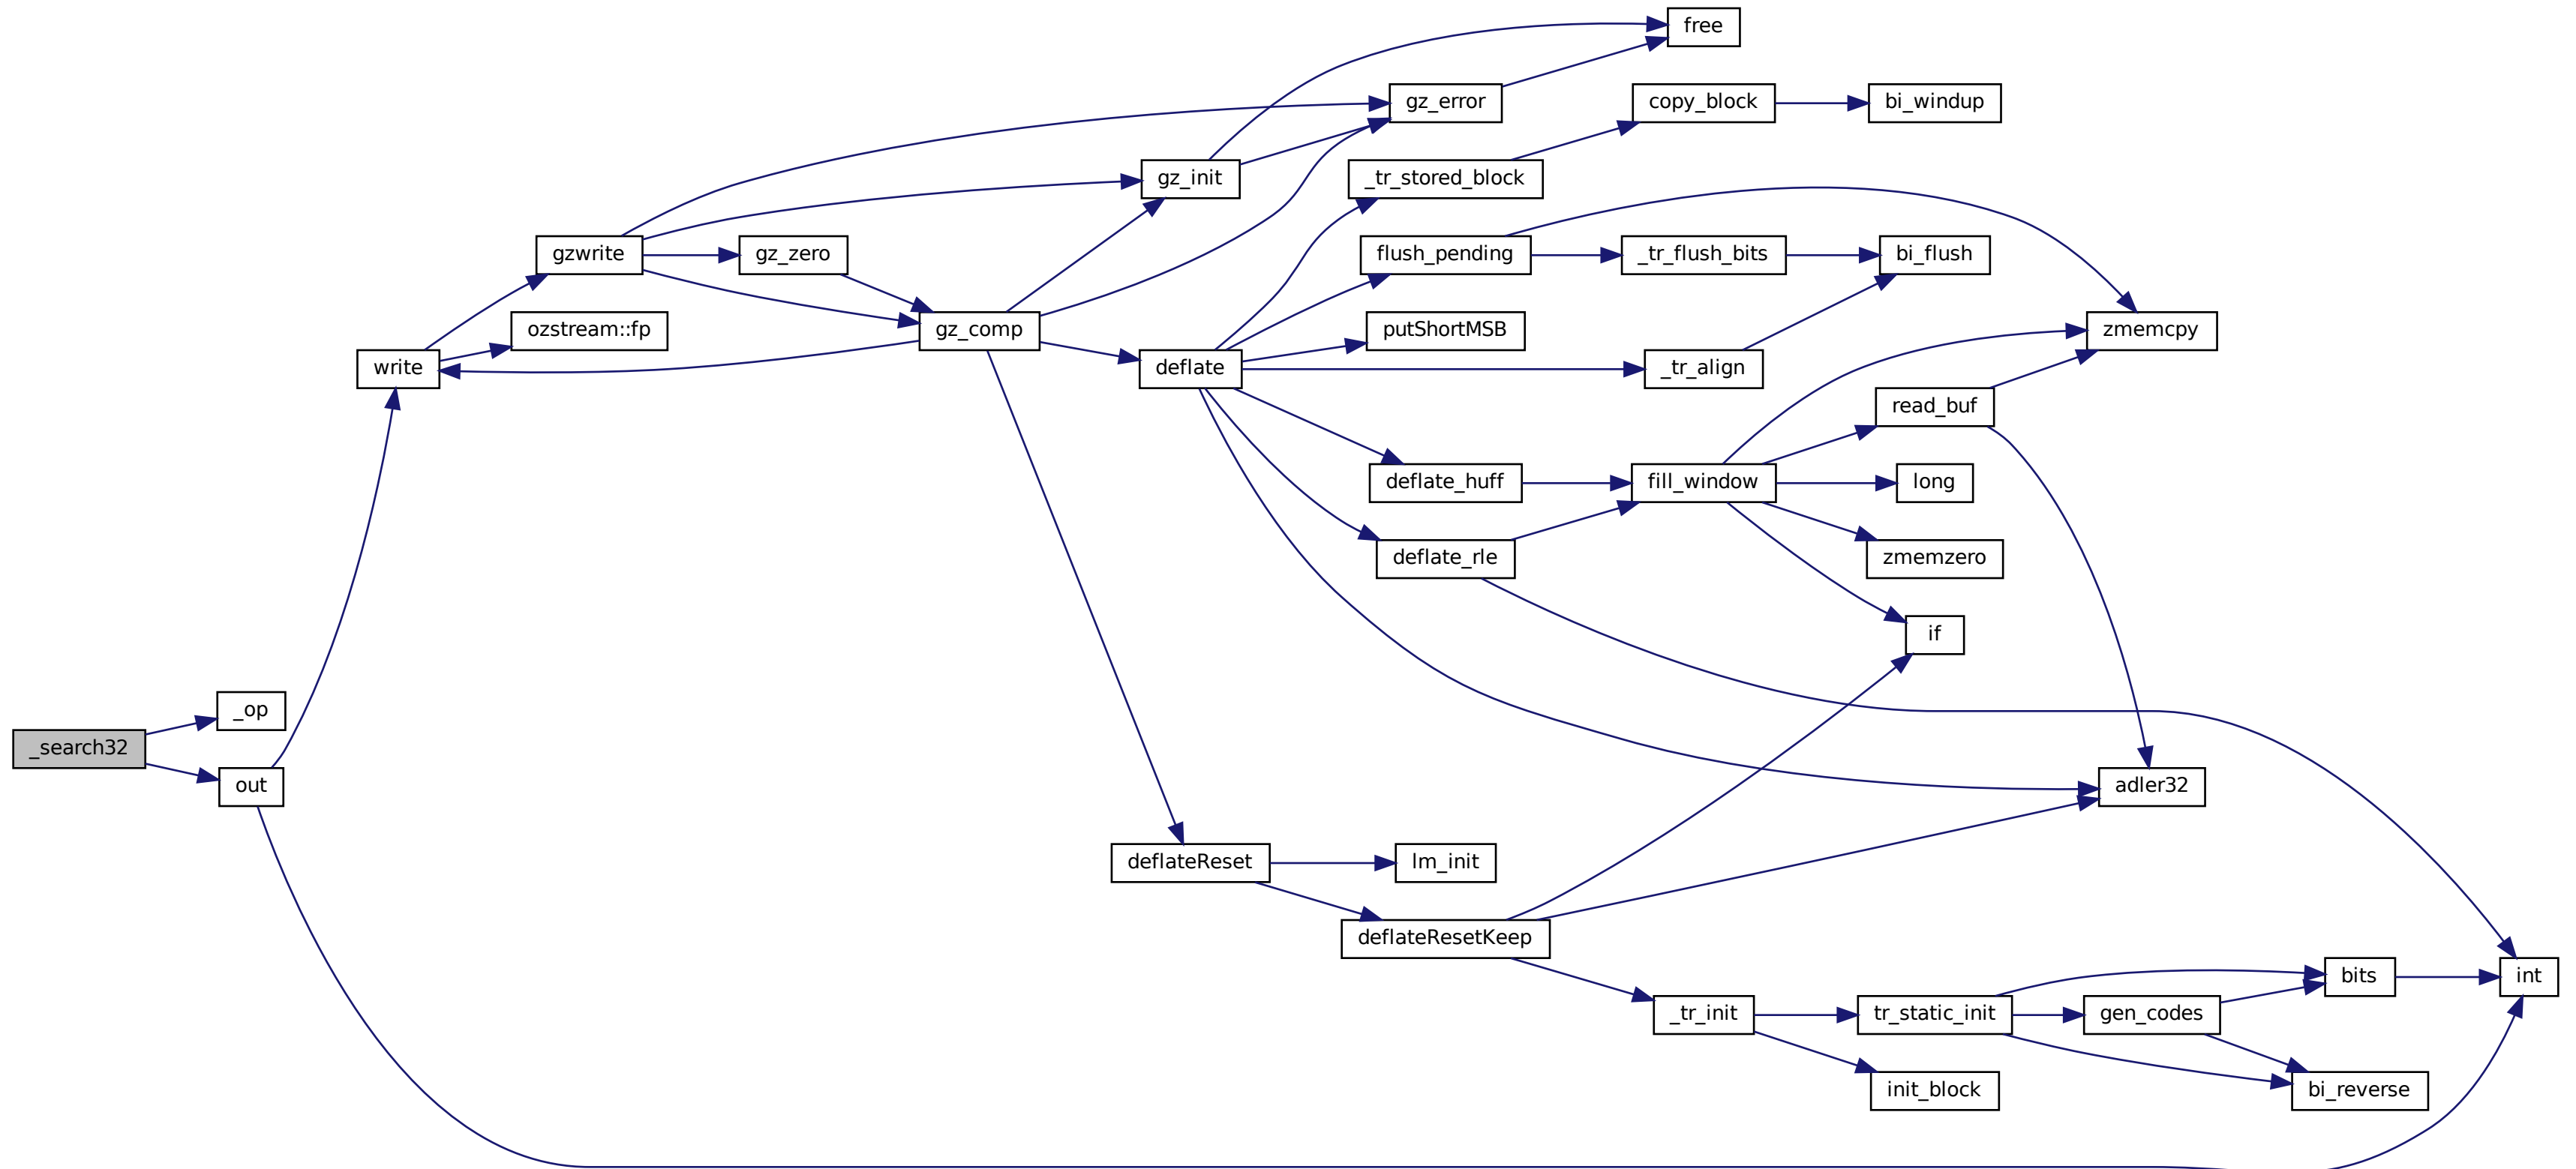 free
gz_error
copy_block
bi_windup
gz_init
_tr_stored_block
gzwrite
gz_zero
flush_pending
_tr_flush_bits
bi_flush
ozstream::fp
gz_comp
putShortMSB
zmemcpy
write
deflate
_tr_align
read_buf
deflate_huff
fill_window
long
deflate_rle
zmemzero
if
_op
_search32
out
adler32
deflateReset
lm_init
deflateResetKeep
bits
int
_tr_init
tr_static_init
gen_codes
init_block
bi_reverse